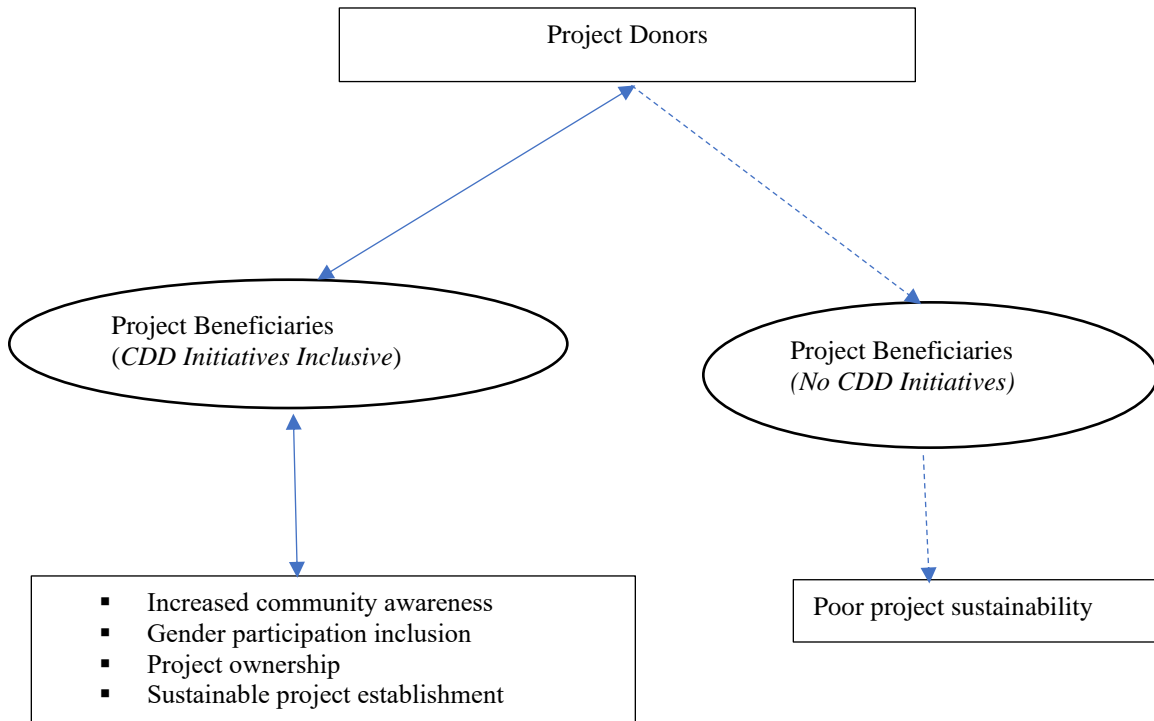 Project Donors
Project Beneficiaries
(CDD Initiatives Inclusive)
Project Beneficiaries
(No CDD Initiatives)
▪ Increased community awareness
▪ Gender participation inclusion
▪ Project ownership
▪ Sustainable project establishment
Poor project sustainability